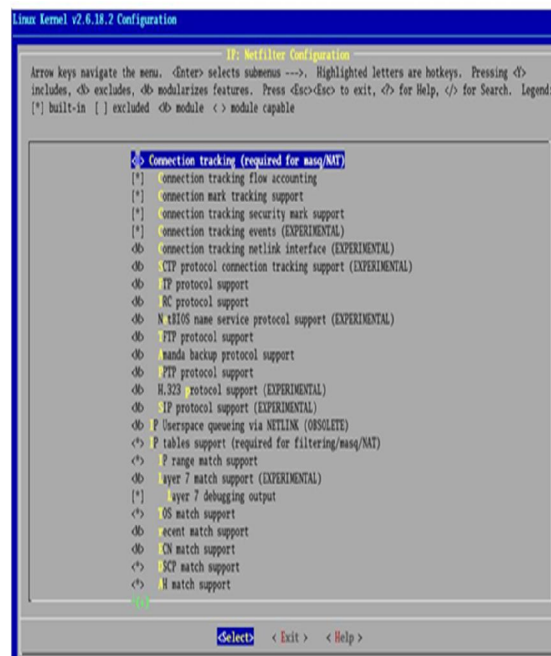 Linux Kernel v2.6.18.2 Configuration
IP: Netfilter Configuration
Arrow keys navigate the menu. <Enter> selects submenus --->. Highlighted letters are hotkeys. Pressing <Y>
includes, <N> excludes, <M> modularizes features. Press <Esc><Esc> to exit, <?> for Help, </> for Search. Legend:
[*] built-in [ ] excluded <M> module < > module capable
Connection tracking (required for masq/NAT)
[*] Connection tracking flow accounting
[*] Connection mark tracking support
[*] Connection tracking security mark support
[*] Connection tracking events (EXPERIMENTAL)
<M> Connection tracking netlink interface (EXPERIMENTAL)
<M> SCTP protocol connection tracking support (EXPERIMENTAL)
<M> FTP protocol support
<M> IRC protocol support
<M> NetBIOS name service protocol support (EXPERIMENTAL)
<M> TFTP protocol support
<M> Amanda backup protocol support
<M> PPTP protocol support
<M> H.323 protocol support (EXPERIMENTAL)
<M> SIP protocol support (EXPERIMENTAL)
<M> IP Userspace queueing via NETLINK (OBSOLETE)
<*> IP tables support (required for filtering/masq/NAT)
<*> IP range match support
<M> Layer 7 match support (EXPERIMENTAL)
[*] Layer 7 debugging output
<*> TOS match support
<M> recent match support
<M> ECN match support
<*> DSCP match support
<*> AH match support
<Select> < Exit > < Help >